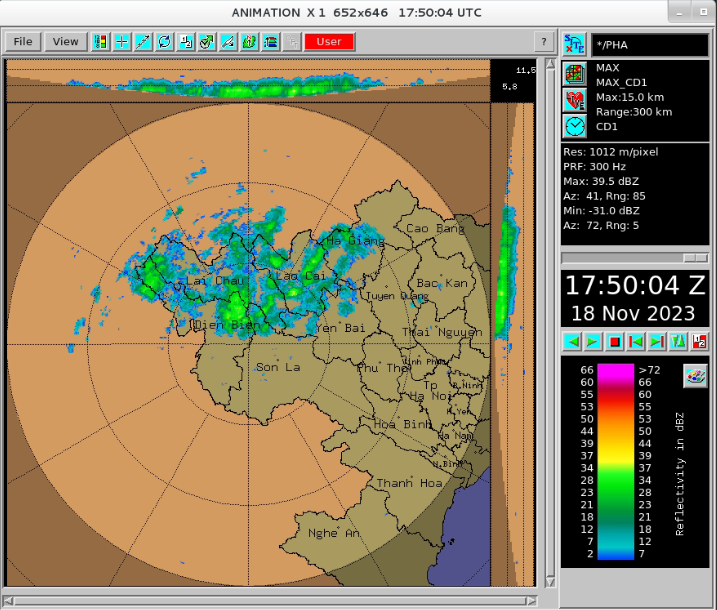 ANIMATION X 1 652x646 17:50:04 UTC
File View User ?
*/PHA
11.5
5.8
MAX
MAX_CD1
Max:15.0 km
Range:300 km
CD1
Res: 1012 m/pixel
PRF: 300 Hz
Max: 39.5 dBZ
Az: 41, Rng: 85
Min: -31.0 dBZ
Az: 72, Rng: 5
17:50:04 Z
18 Nov 2023
Cao Bang
Ha Giang
Lao Cai
Lai Chau
Bac Kan
Tuyen Quang
Dien Bien
Yen Bai
Thai Nguyen
Vinh Phuc
Son La
Phu Tho
Tp
B.Ninh
Ha Noi
Yen
Hoa Binh
Ha Nam
N.Binh
Thanh Hoa
Nghe An
66 >72
60 66
55 60
53 55
50 53
44 50
39 44
37 39
34 37
28 34
23 28
21 23
18 21
12 18
7 12
2 7
Reflectivity in dBZ